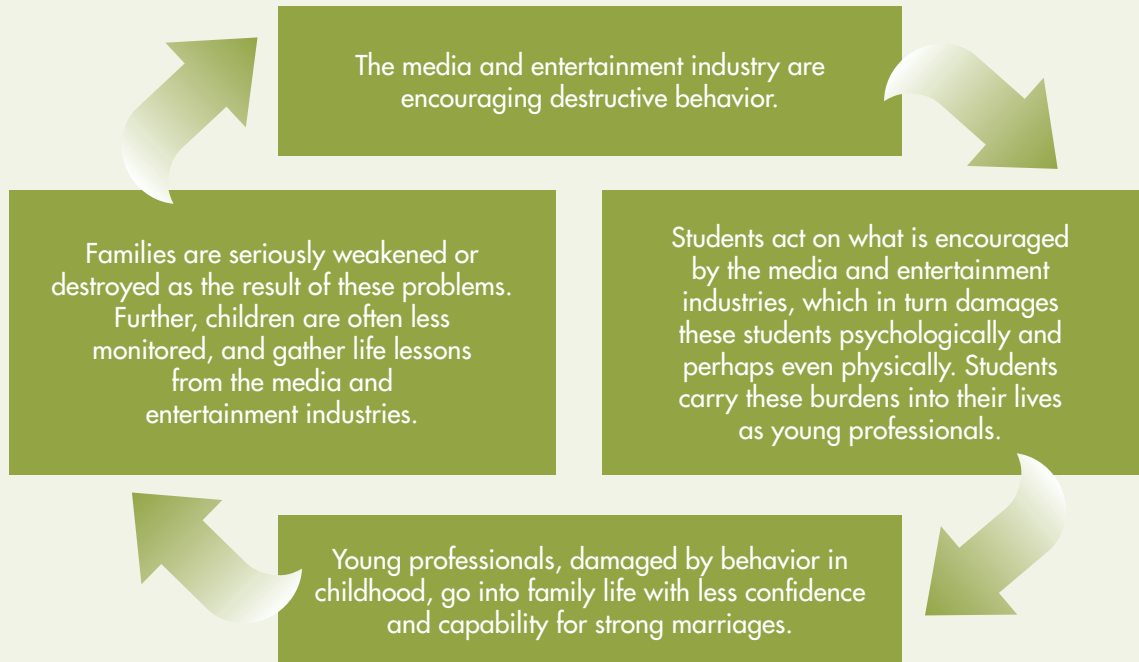 The media and entertainment industry are
encouraging destructive behavior.
Students act on what is encouraged
by the media and entertainment
industries, which in turn damages
these students psychologically and
perhaps even physically. Students
carry these burdens into their lives
as young professionals.
Young professionals, damaged by behavior in
childhood, go into family life with less confidence
and capability for strong marriages.
Families are seriously weakened or
destroyed as the result of these problems.
Further, children are often less
monitored, and gather life lessons
from the media and
entertainment industries.